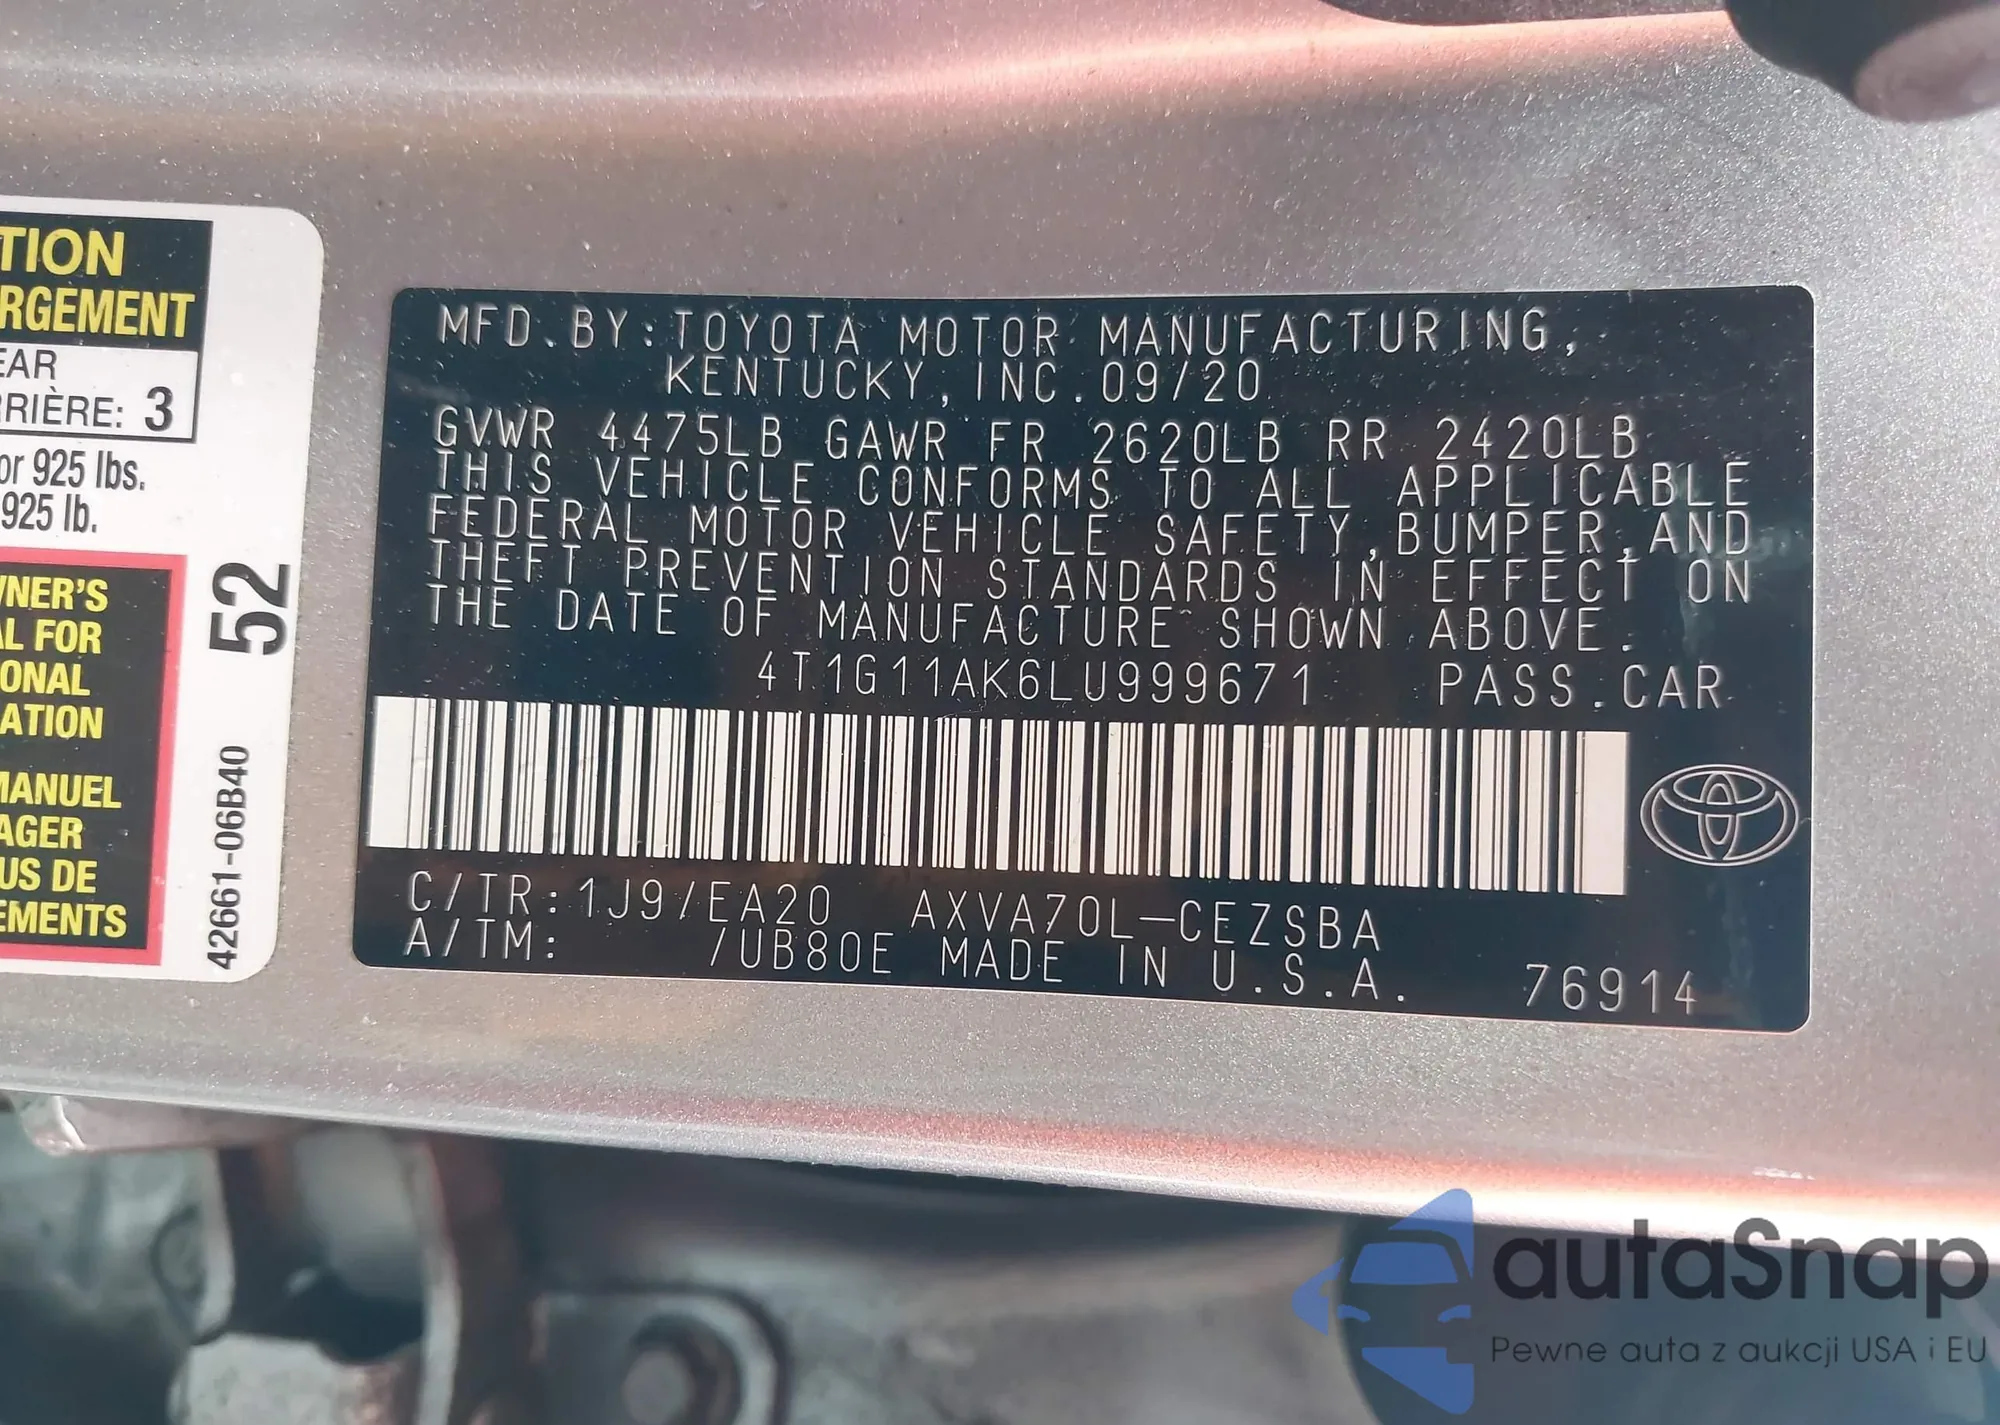 TION
RGEMENT
EAR
RRIÈRE: 3
or 925 lbs.
925 lb.
NER'S
AL FOR
ONAL
ATION
MANUEL
AGER
US DE
EMENTS
52
42661-06B40
MFD.BY:TOYOTA MOTOR MANUFACTURING,
KENTUCKY, INC.09/20
GVWR 4475LB GAWR FR 2620LB RR 2420LB
THIS VEHICLE CONFORMS TO ALL APPLICABLE
FEDERAL MOTOR VEHICLE SAFETY,BUMPER,AND
THEFT PREVENTION STANDARDS IN EFFECT ON
THE DATE OF MANUFACTURE SHOWN ABOVE.
4T1G11AK6LU999671 PASS.CAR
C/TR:1J9/EA20 AXVA70L-CEZSBA
A/TM: /UB80E MADE IN U.S.A. 76914
autaSnap
Pewne auta z aukcji USA i EU